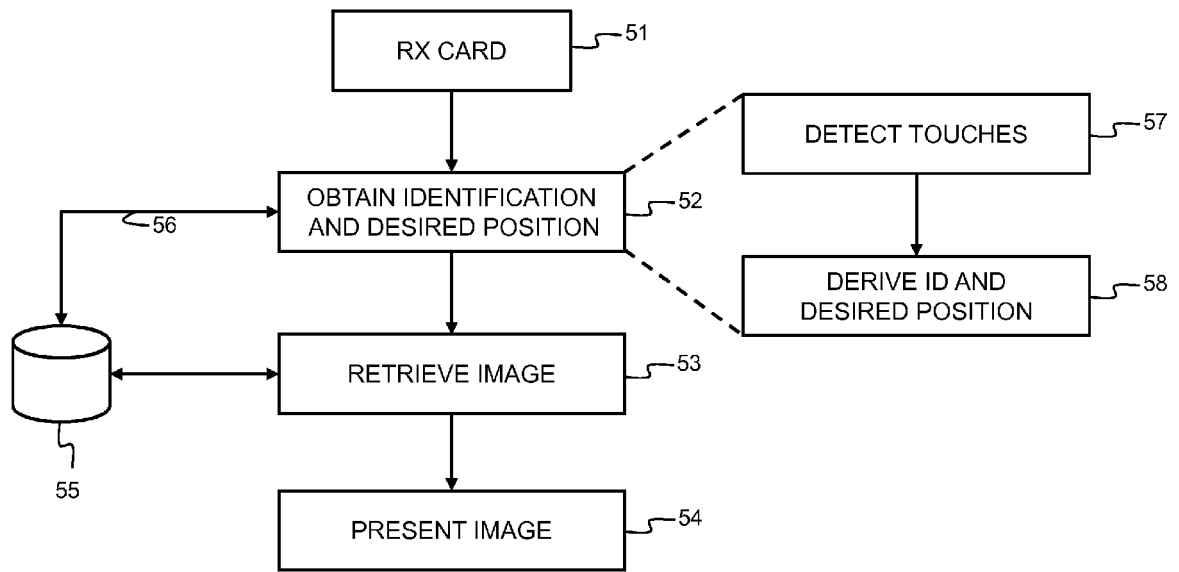 RX CARD
51
OBTAIN IDENTIFICATION
AND DESIRED POSITION
52
56
RETRIEVE IMAGE
53
55
PRESENT IMAGE
54
DETECT TOUCHES
57
DERIVE ID AND
DESIRED POSITION
58